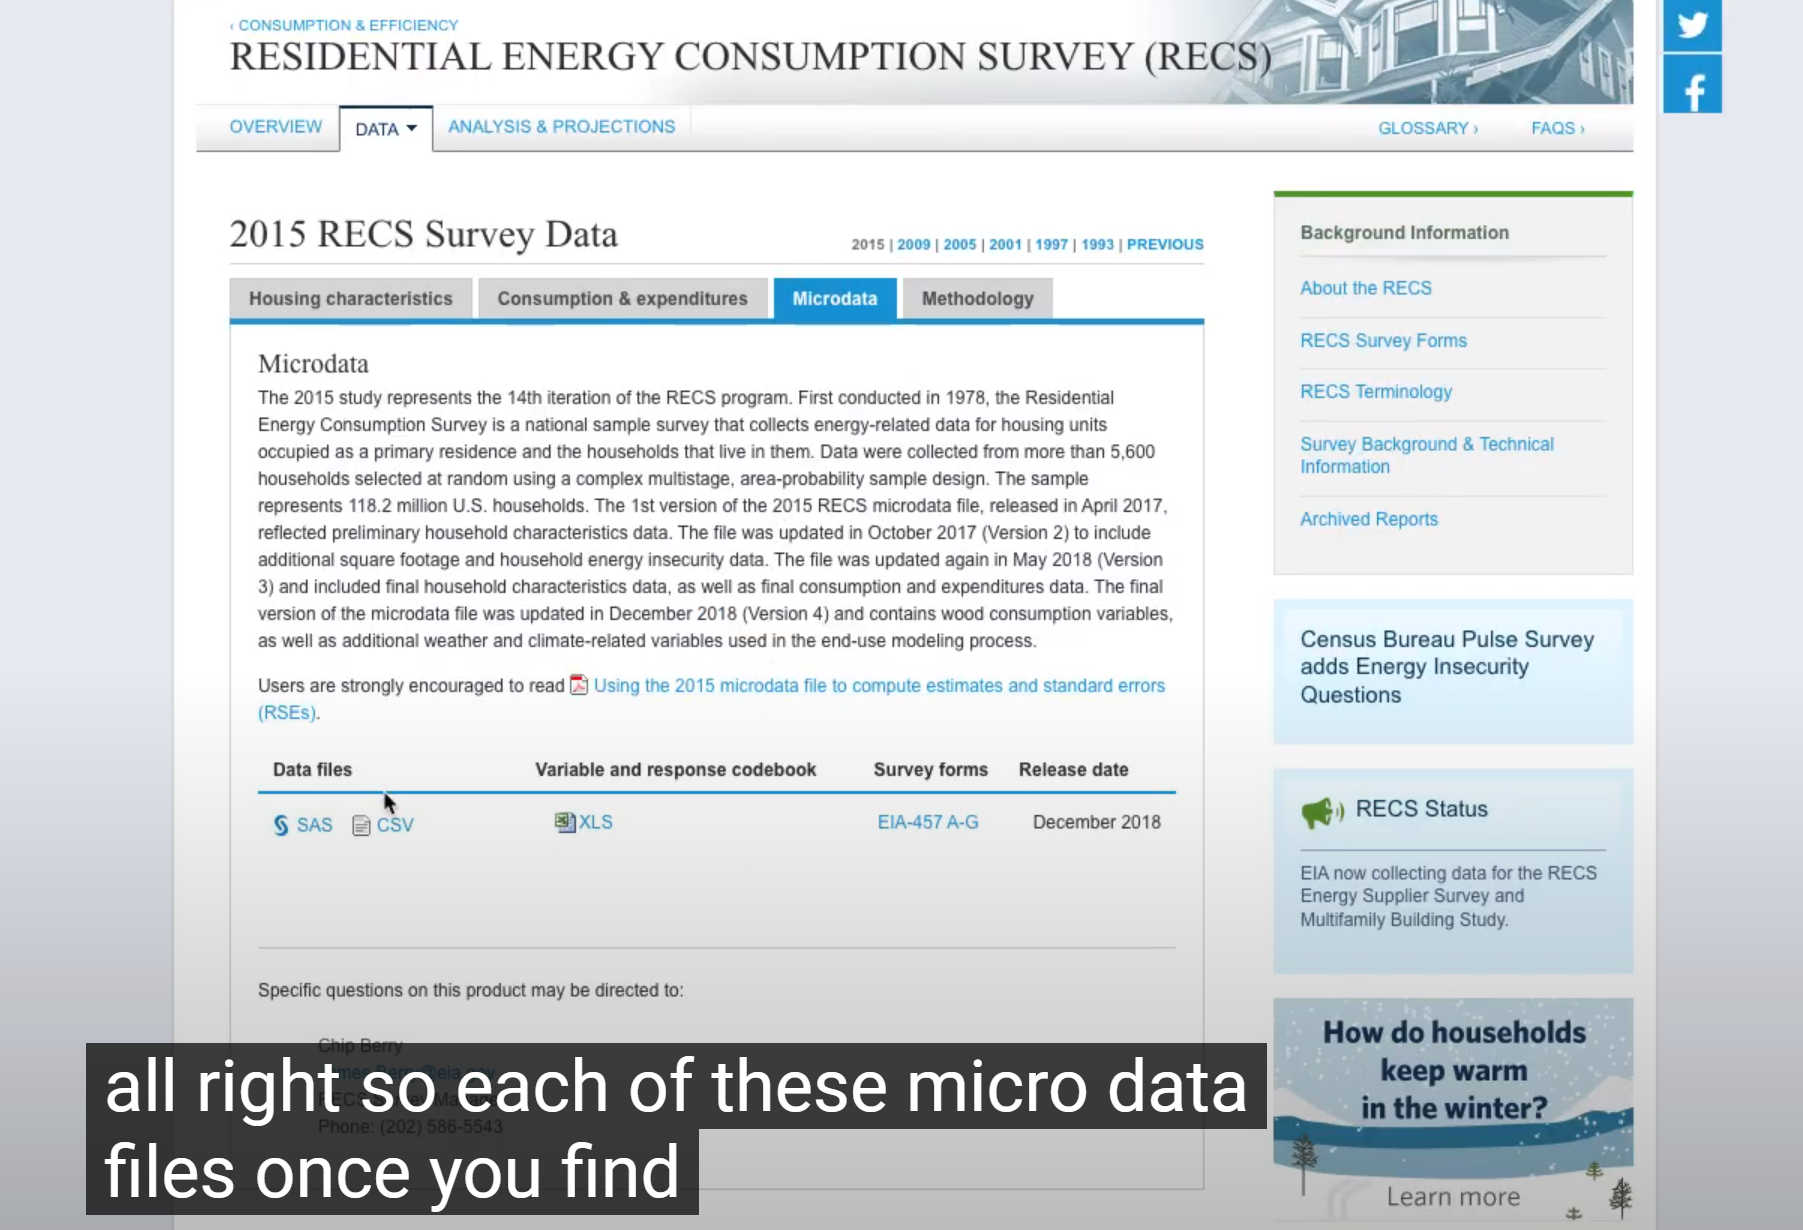 ‹ CONSUMPTION & EFFICIENCY
RESIDENTIAL ENERGY CONSUMPTION SURVEY (RECS)
OVERVIEW DATA ANALYSIS & PROJECTIONS GLOSSARY › FAQS ›
2015 RECS Survey Data
2015 | 2009 | 2005 | 2001 | 1997 | 1993 | PREVIOUS
Housing characteristics Consumption & expenditures Microdata Methodology
Microdata
The 2015 study represents the 14th iteration of the RECS program. First conducted in 1978, the Residential
Energy Consumption Survey is a national sample survey that collects energy-related data for housing units
occupied as a primary residence and the households that live in them. Data were collected from more than 5,600
households selected at random using a complex multistage, area-probability sample design. The sample
represents 118.2 million U.S. households. The 1st version of the 2015 RECS microdata file, released in April 2017,
reflected preliminary household characteristics data. The file was updated in October 2017 (Version 2) to include
additional square footage and household energy insecurity data. The file was updated again in May 2018 (Version
3) and included final household characteristics data, as well as final consumption and expenditures data. The final
version of the microdata file was updated in December 2018 (Version 4) and contains wood consumption variables,
as well as additional weather and climate-related variables used in the end-use modeling process.
Users are strongly encouraged to read Using the 2015 microdata file to compute estimates and standard errors
(RSEs).
Data files Variable and response codebook Survey forms Release date
SAS CSV XLS EIA-457 A-G December 2018
Specific questions on this product may be directed to:
Chip Berry
Phone: (202) 586-5543
all right so each of these micro data
files once you find
Background Information
About the RECS
RECS Survey Forms
RECS Terminology
Survey Background & Technical
Information
Archived Reports
Census Bureau Pulse Survey
adds Energy Insecurity
Questions
RECS Status
EIA now collecting data for the RECS
Energy Supplier Survey and
Multifamily Building Study.
How do households
keep warm
in the winter?
Learn more